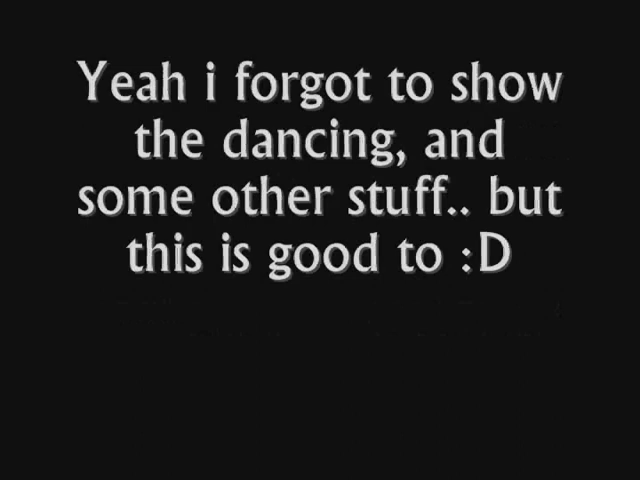 Yeah i forgot to show
the dancing, and
some other stuff.. but
this is good to :D